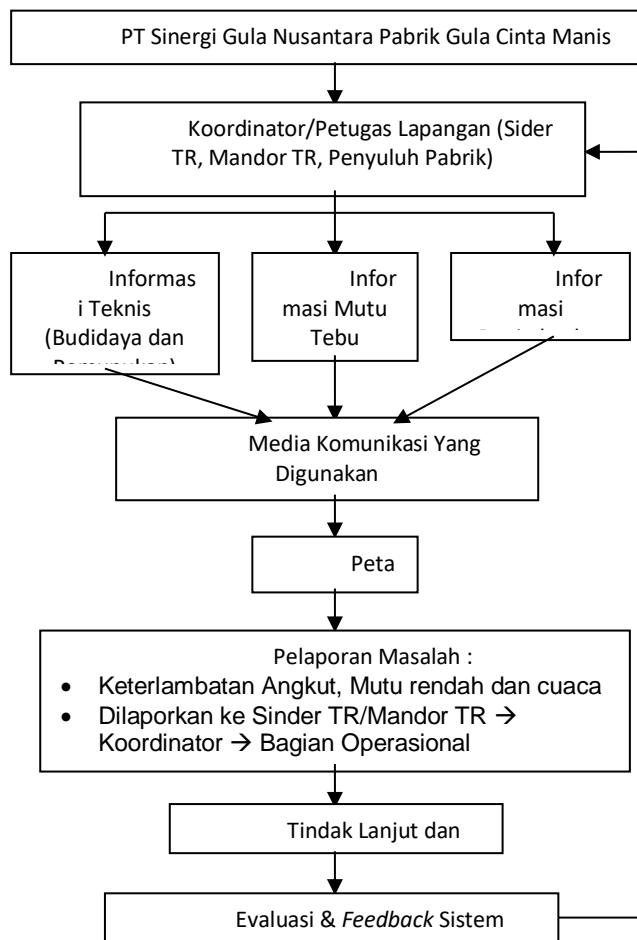 PT Sinergi Gula Nusantara Pabrik Gula Cinta Manis
Koordinator/Petugas Lapangan (Sider
TR, Mandor TR, Penyuluh Pabrik)
Informas
i Teknis
(Budidaya dan
Infor
masi Mutu
Tebu
Infor
masi
Media Komunikasi Yang
Digunakan
Peta
Pelaporan Masalah :
• Keterlambatan Angkut, Mutu rendah dan cuaca
• Dilaporkan ke Sinder TR/Mandor TR →
Koordinator → Bagian Operasional
Tindak Lanjut dan
Evaluasi & Feedback Sistem